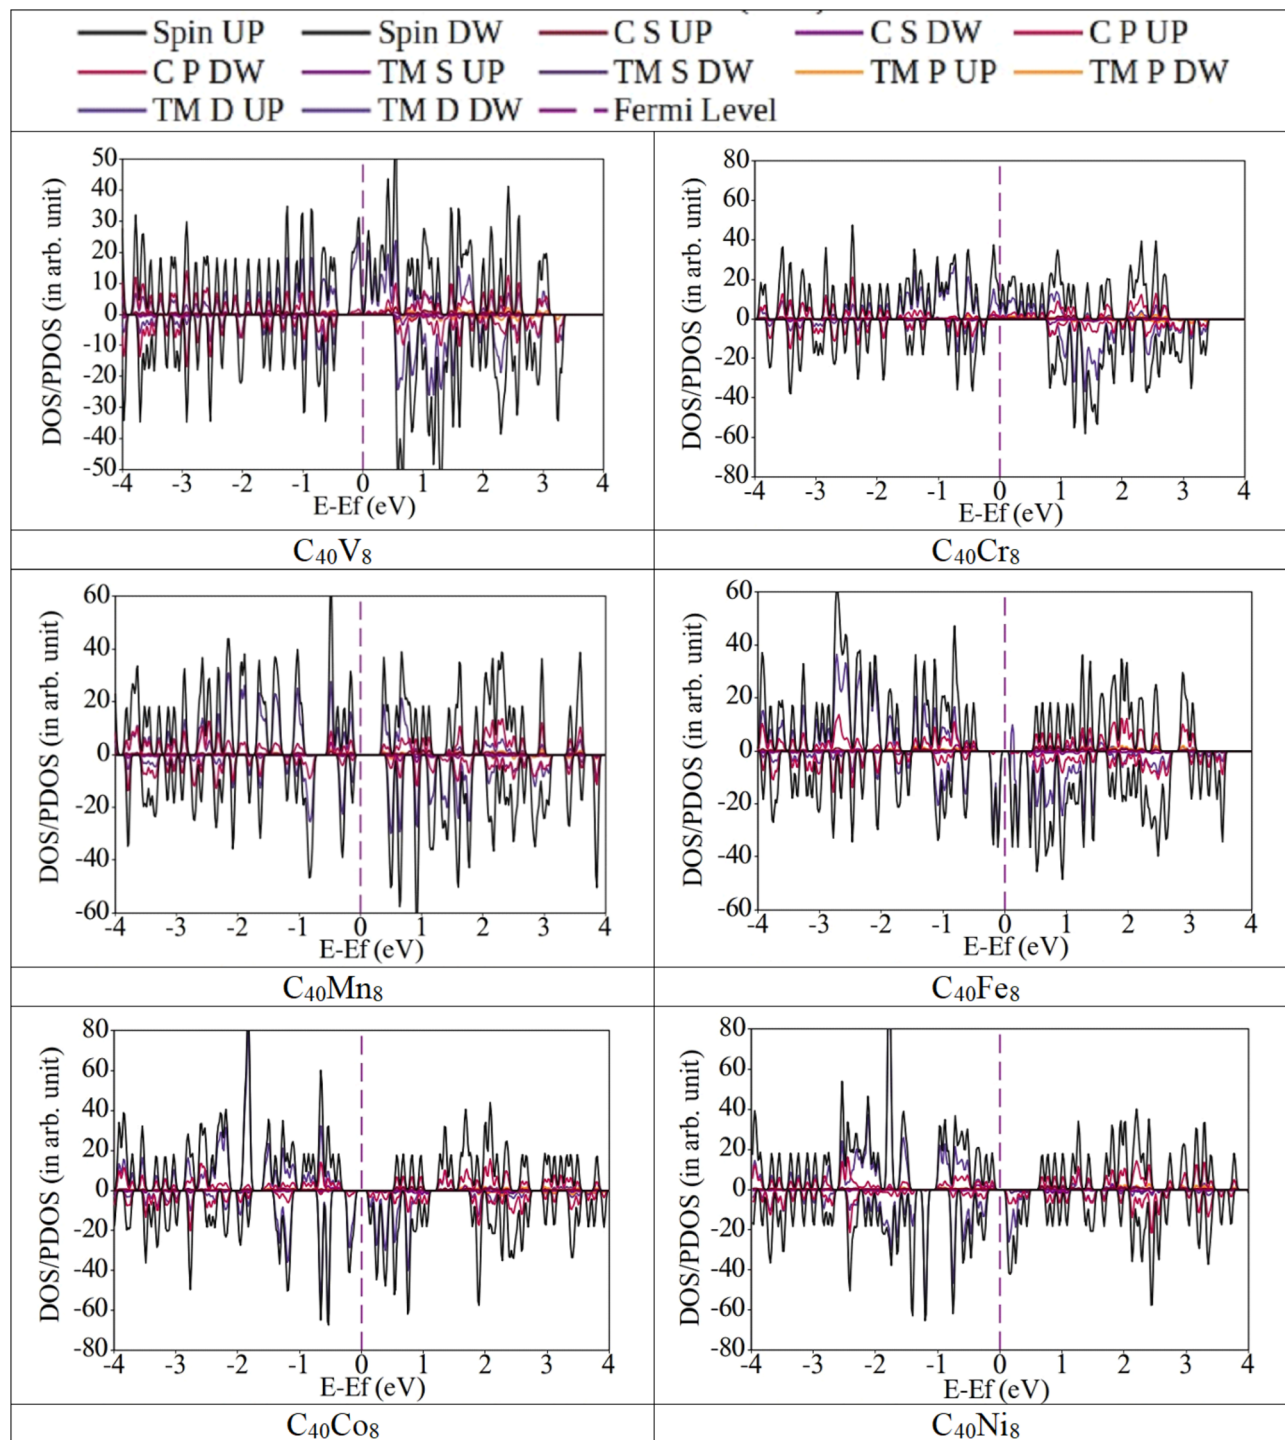 Spin UP Spin DW C S UP C S DW C P UP
C P DW TM S UP TM S DW TM P UP TM P DW
TM D UP TM D DW Fermi Level
DOS/PDOS (in arb. unit)
50
40
30
20
10
0
-10
-20
-30
-40
-50
-4 -3 -2 -1 0 1 2 3 4
E-Ef (eV)
C₄₀V₈
DOS/PDOS (in arb. unit)
80
60
40
20
0
-20
-40
-60
-80
-4 -3 -2 -1 0 1 2 3 4
E-Ef (eV)
C₄₀Cr₈
DOS/PDOS (in arb. unit)
60
40
20
0
-20
-40
-60
-4 -3 -2 -1 0 1 2 3 4
E-Ef (eV)
C₄₀Mn₈
DOS/PDOS (in arb. unit)
60
40
20
0
-20
-40
-60
-4 -3 -2 -1 0 1 2 3 4
E-Ef (eV)
C₄₀Fe₈
DOS/PDOS (in arb. unit)
80
60
40
20
0
-20
-40
-60
-80
-4 -3 -2 -1 0 1 2 3 4
E-Ef (eV)
C₄₀Co₈
DOS/PDOS (in arb. unit)
80
60
40
20
0
-20
-40
-60
-80
-4 -3 -2 -1 0 1 2 3 4
E-Ef (eV)
C₄₀Ni₈